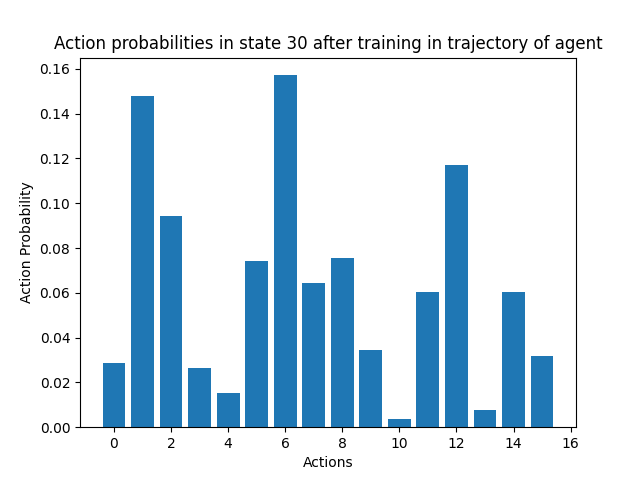 Action probabilities in state 30 after training in trajectory of agent
0.16
0.14
0.12
0.10
0.08
0.06
0.04
0.02
0.00
Action Probability
0 2 4 6 8 10 12 14 16
Actions